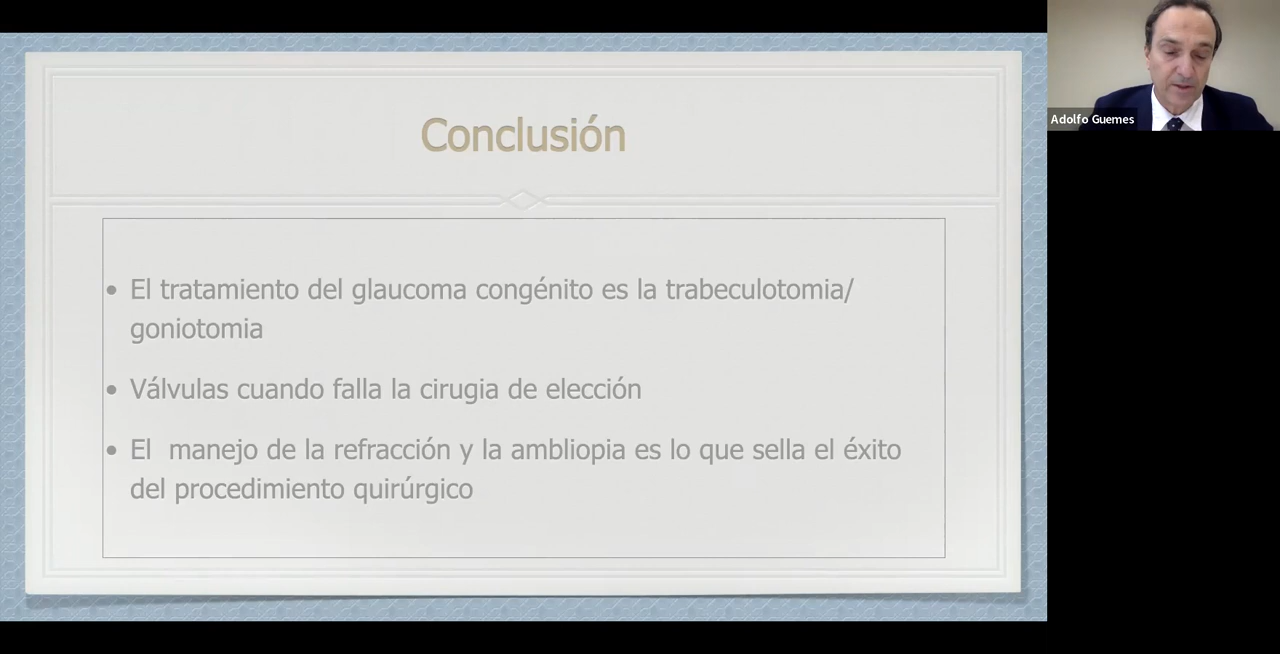 Conclusión
• El tratamiento del glaucoma congénito es la trabeculotomia/
goniotomia
• Válvulas cuando falla la cirugia de elección
• El  manejo de la refracción y la ambliopia es lo que sella el éxito
del procedimiento quirúrgico
Adolfo Guemes